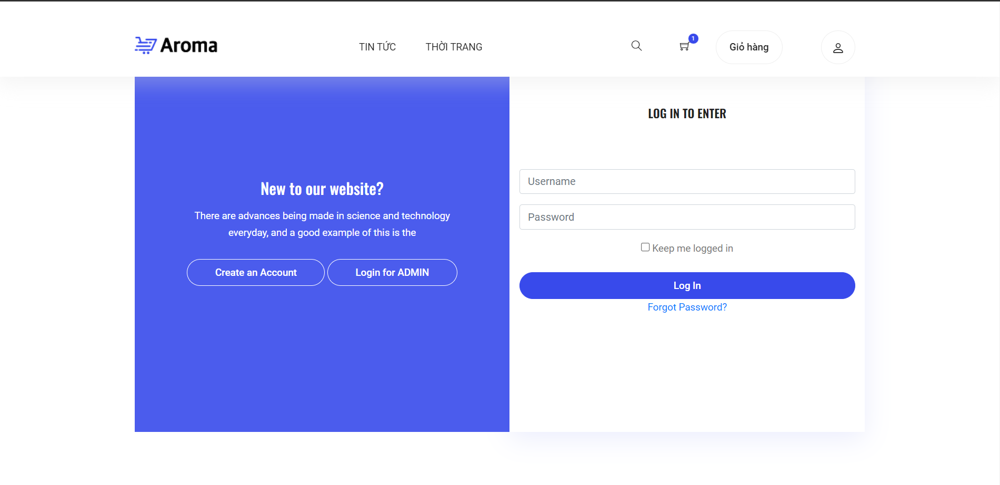 Aroma
TIN TỨC
THỜI TRANG
1
Giỏ hàng
New to our website?
There are advances being made in science and technology
everyday, and a good example of this is the
Create an Account
Login for ADMIN
LOG IN TO ENTER
Username
Password
Keep me logged in
Log In
Forgot Password?